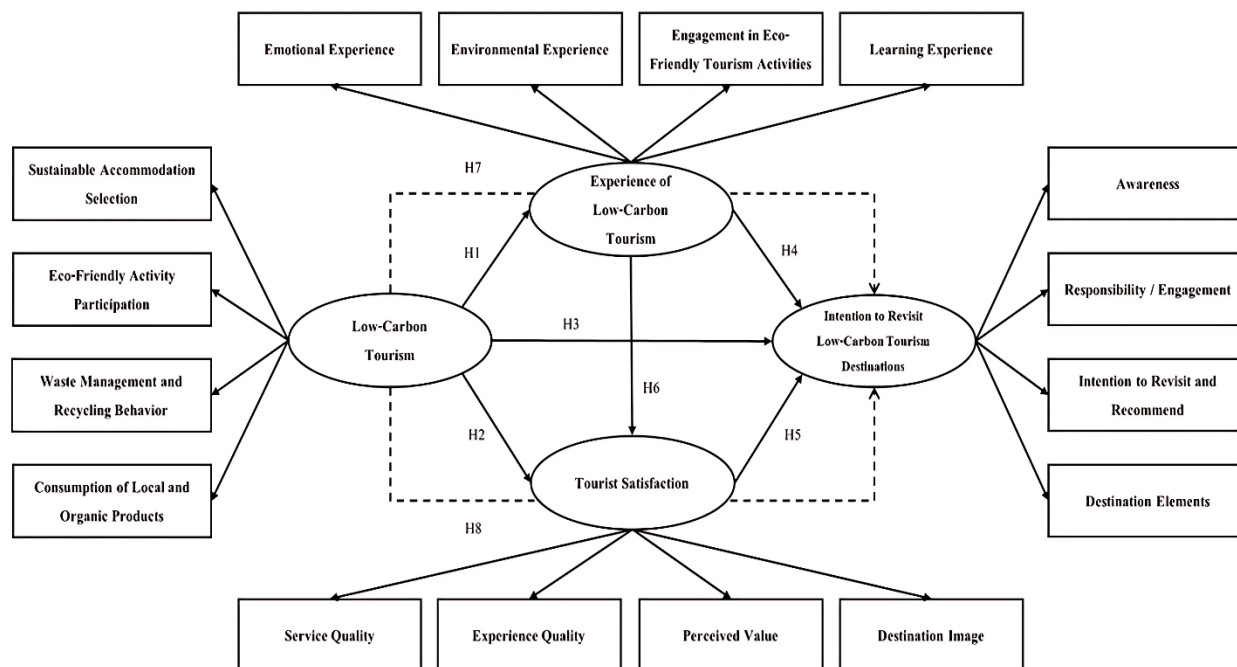 Emotional Experience
Environmental Experience
Engagement in Eco-
Friendly Tourism Activities
Learning Experience
Sustainable Accommodation
Selection
Eco-Friendly Activity
Participation
Waste Management and
Recycling Behavior
Consumption of Local and
Organic Products
H7
Experience of
Low-Carbon
Tourism
H1
H4
Low-Carbon
Tourism
H3
Intention to Revisit
Low-Carbon Tourism
Destinations
H6
H2
H5
Tourist Satisfaction
H8
Awareness
Responsibility / Engagement
Intention to Revisit and
Recommend
Destination Elements
Service Quality
Experience Quality
Perceived Value
Destination Image